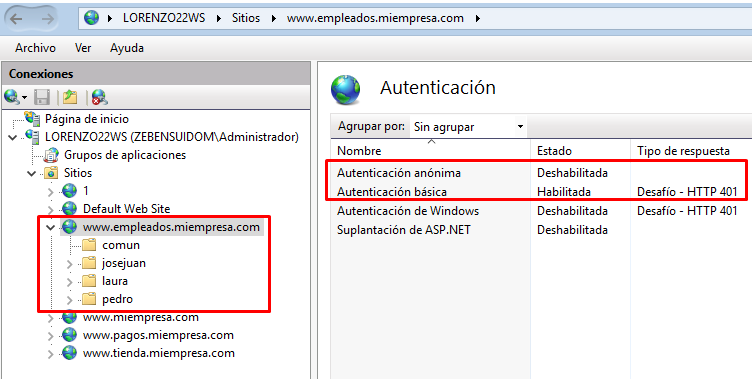 LORENZO22WS Sitios www.empleados.miempresa.com
Archivo Ver Ayuda
Conexiones
Página de inicio
LORENZO22WS (ZEBENSUIDOM\Administrador)
Grupos de aplicaciones
Sitios
1
Default Web Site
www.empleados.miempresa.com
comun
josejuan
laura
pedro
www.miempresa.com
www.pagos.miempresa.com
www.tienda.miempresa.com
Autenticación
Agrupar por: Sin agrupar
Nombre Estado Tipo de respuesta
Autenticación anónima Deshabilitada
Autenticación básica Habilitada Desafío - HTTP 401
Autenticación de Windows Deshabilitada Desafío - HTTP 401
Suplantación de ASP.NET Deshabilitada